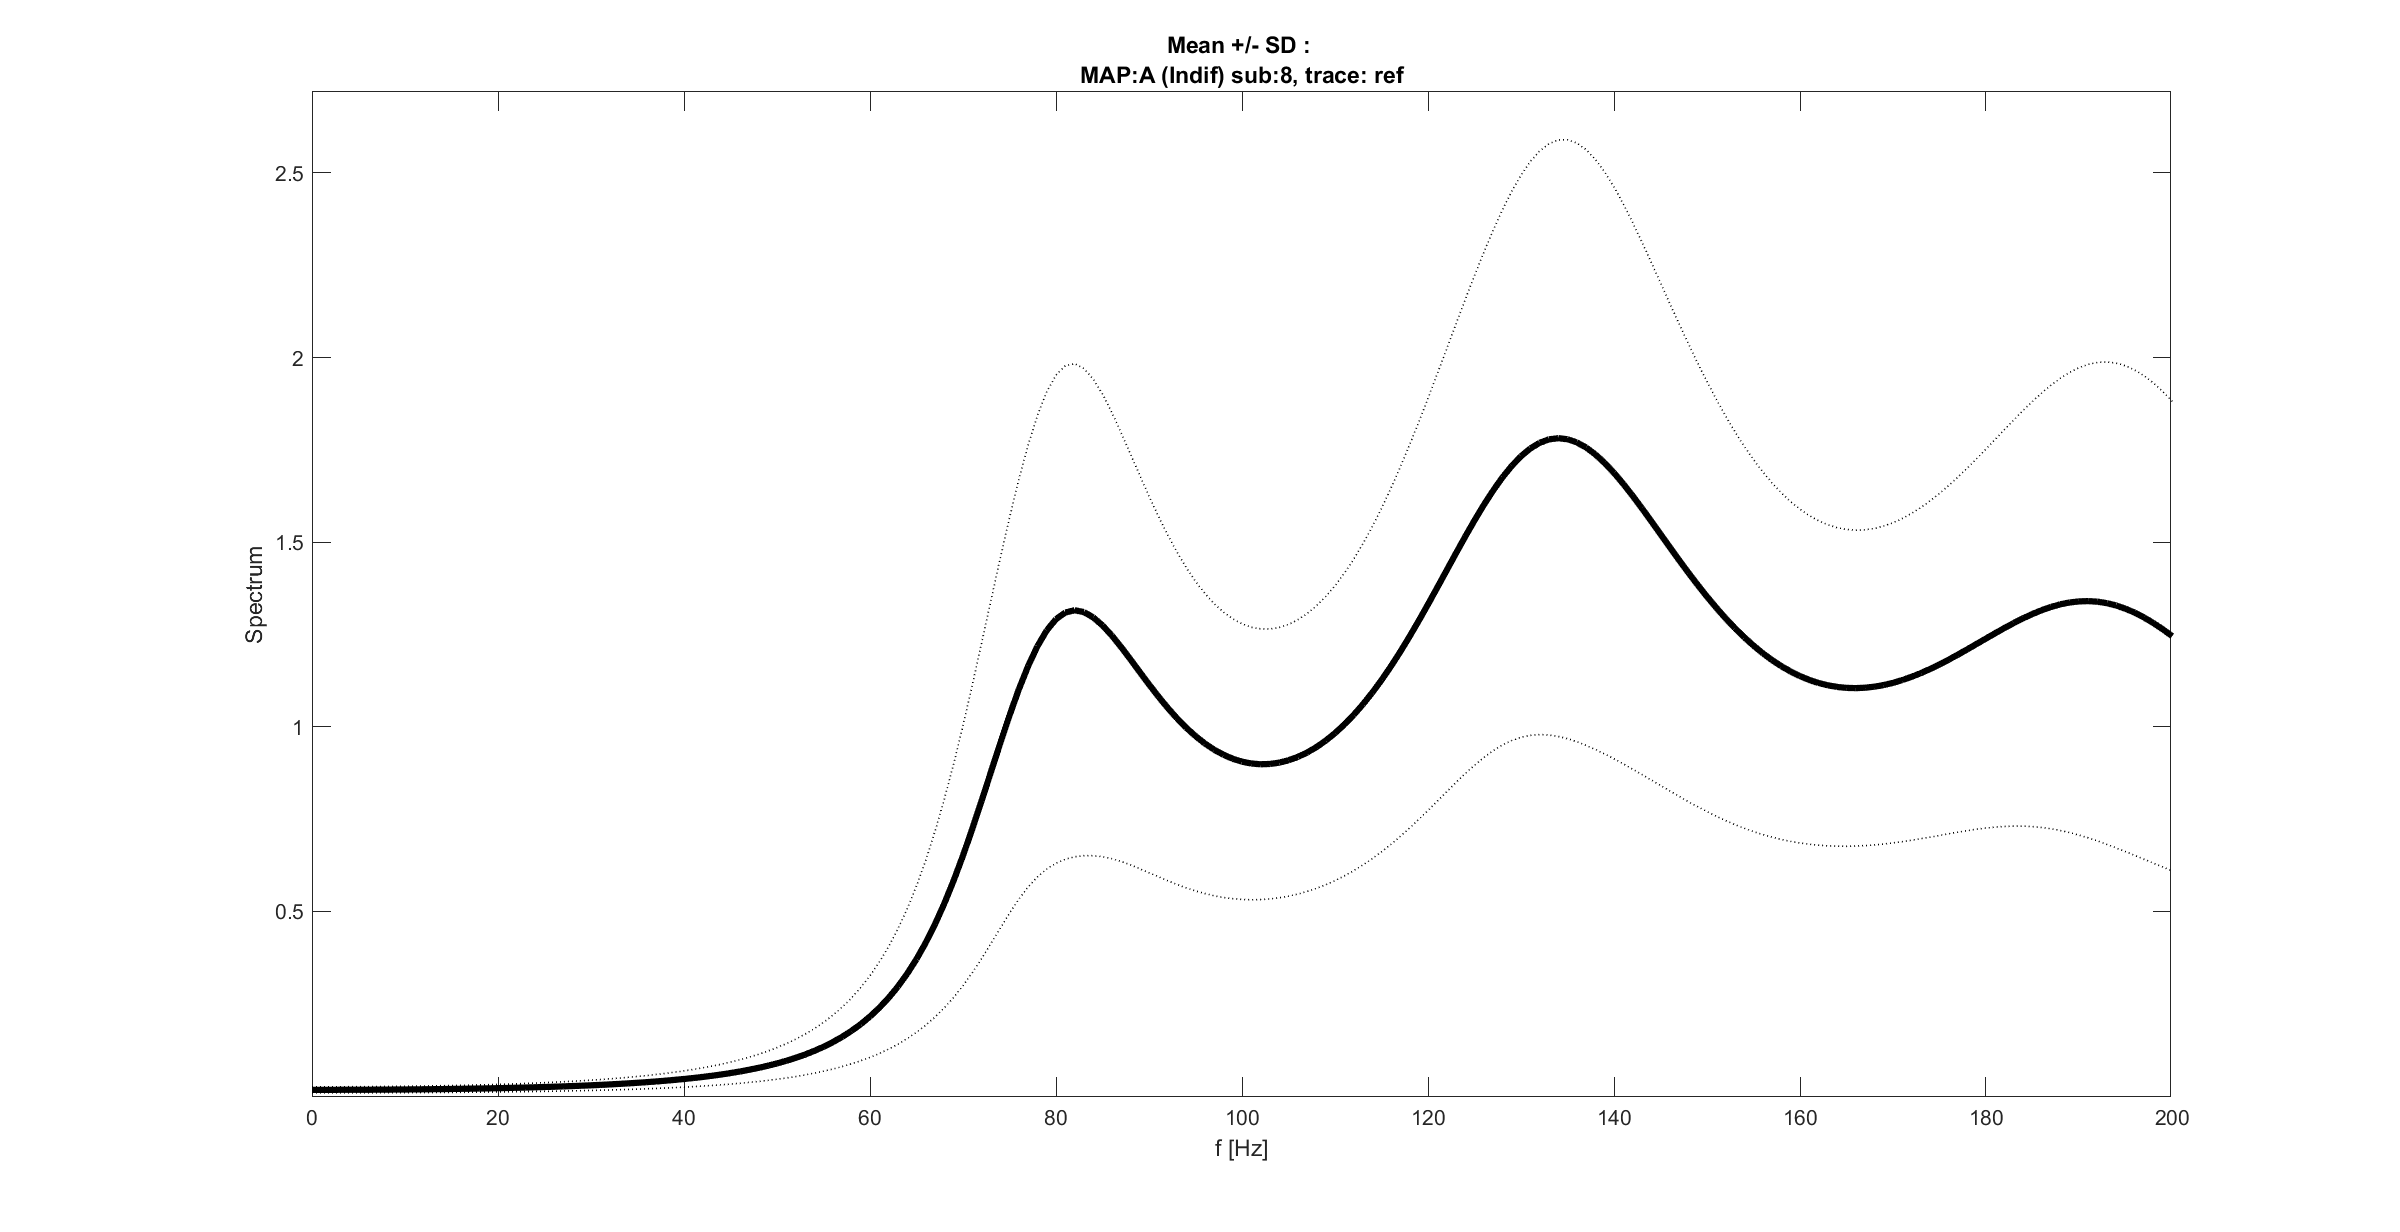 Mean +/- SD :
MAP:A (Indif) sub:8, trace: ref
2.5
2
1.5
1
0.5
Spectrum
0 20 40 60 80 100 120 140 160 180 200
f [Hz]